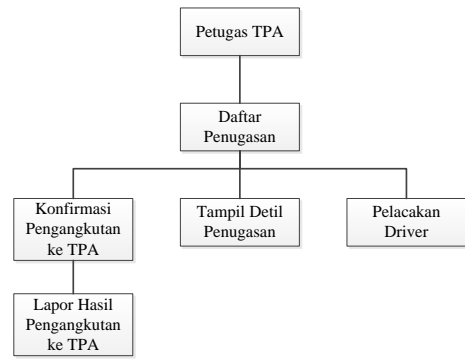 Petugas TPA
Daftar
Penugasan
Konfirmasi
Pengangkutan
ke TPA
Tampil Detil
Penugasan
Pelacakan
Driver
Lapor Hasil
Pengangkutan
ke TPA